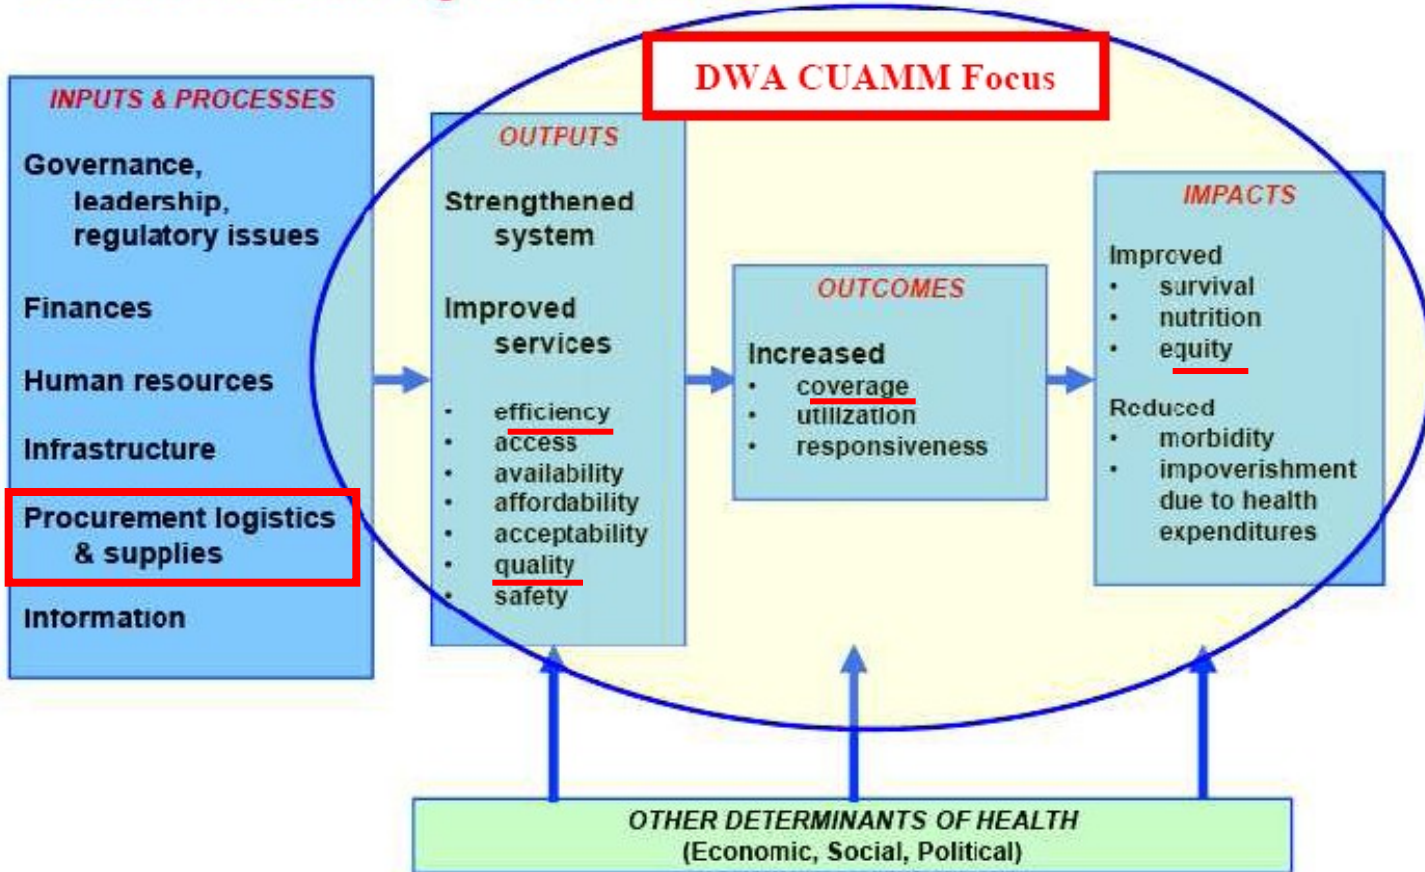 DWA CUAMM Focus
INPUTS & PROCESSES
Governance,
leadership,
regulatory issues
Finances
Human resources
Infrastructure
Procurement logistics
& supplies
Information
OUTPUTS
Strengthened
system
Improved
services
• efficiency
• access
• availability
• affordability
• acceptability
• quality
• safety
OUTCOMES
Increased
• coverage
• utilization
• responsiveness
IMPACTS
Improved
• survival
• nutrition
• equity
Reduced
• morbidity
• impoverishment
due to health
expenditures
OTHER DETERMINANTS OF HEALTH
(Economic, Social, Political)